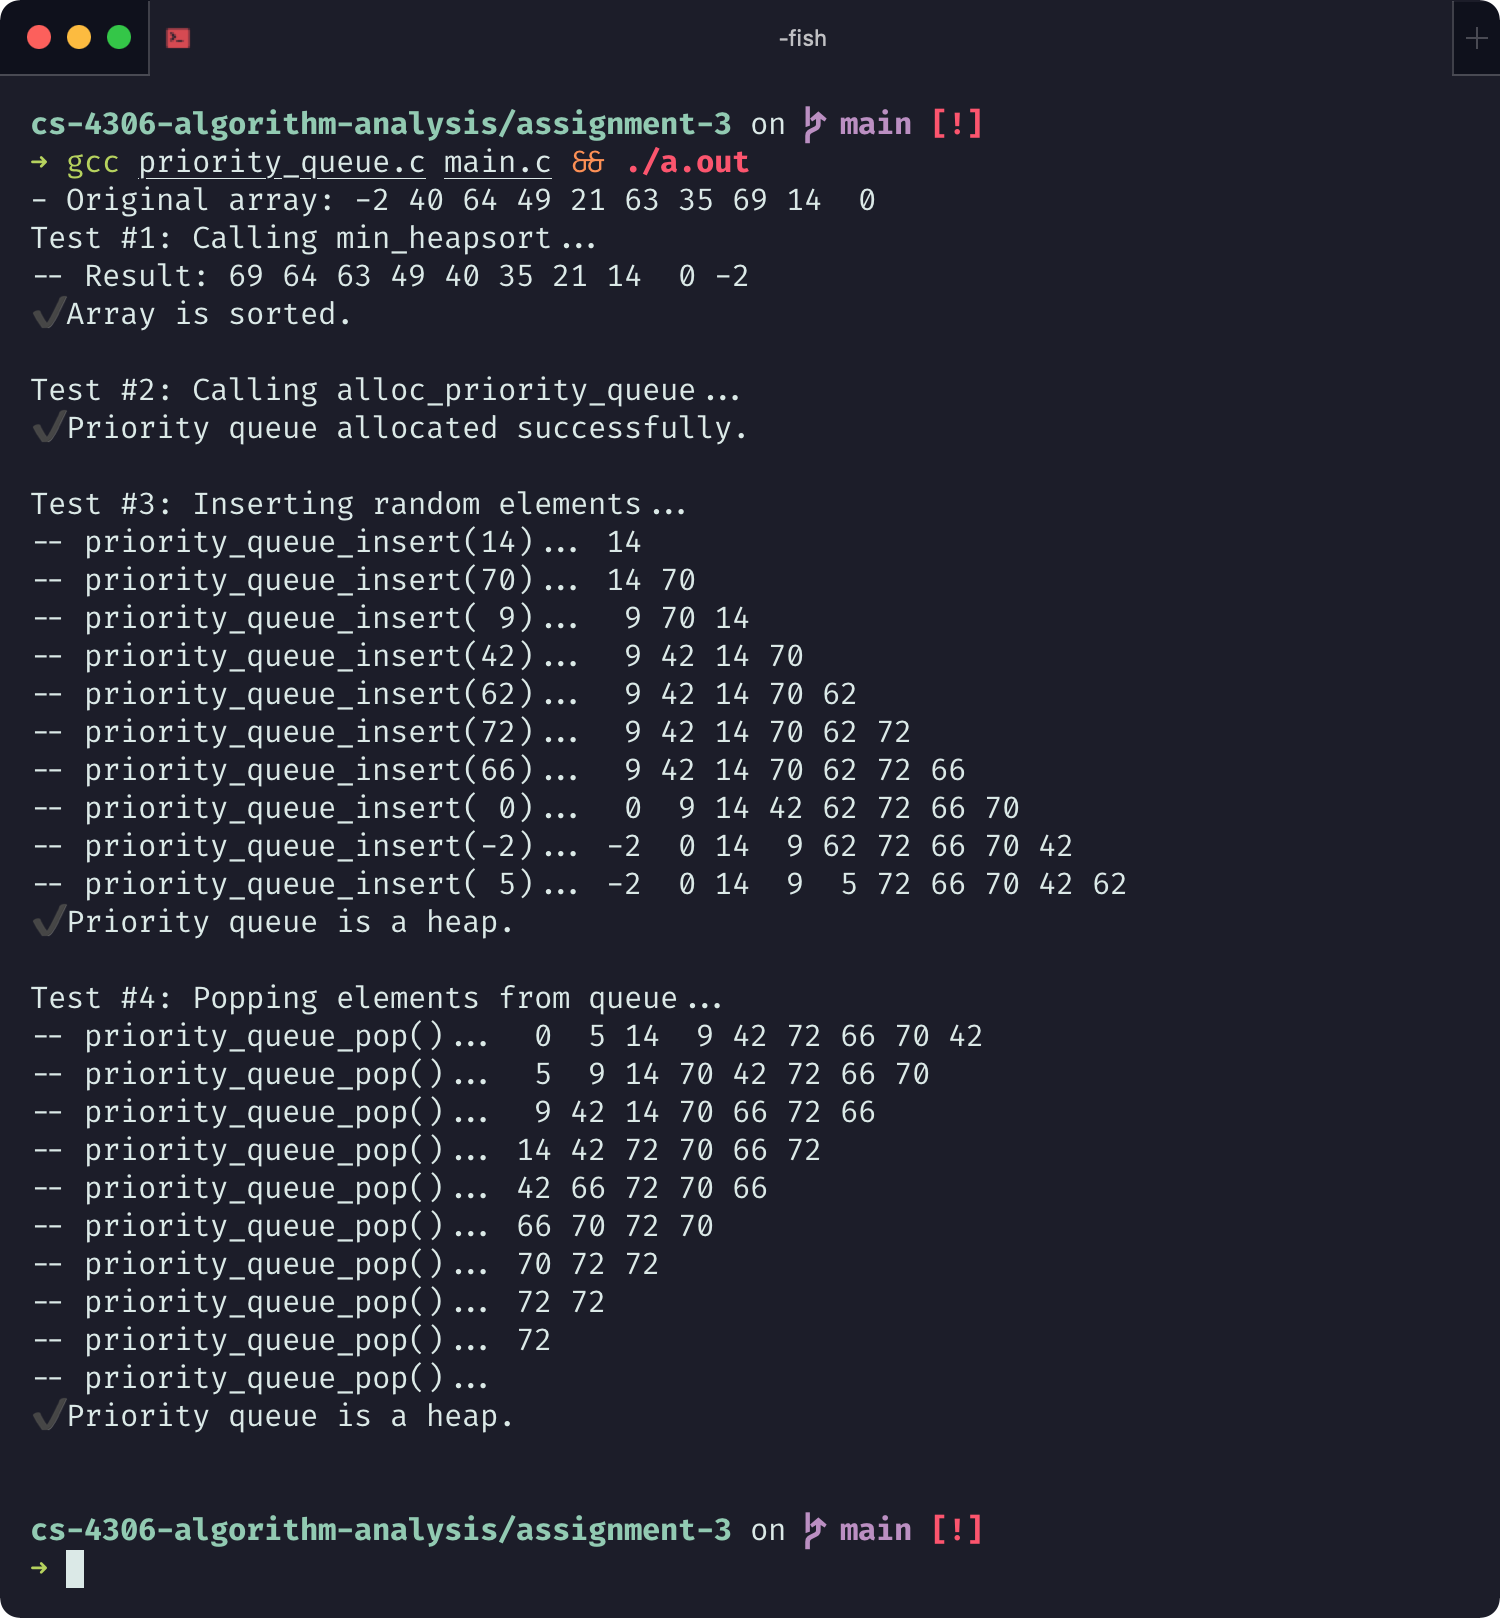 -fish
cs-4306-algorithm-analysis/assignment-3 on main [!]
➜ gcc priority_queue.c main.c && ./a.out
- Original array: -2 40 64 49 21 63 35 69 14  0
Test #1: Calling min_heapsort...
-- Result: 69 64 63 49 40 35 21 14  0 -2
✔Array is sorted.
Test #2: Calling alloc_priority_queue...
✔Priority queue allocated successfully.
Test #3: Inserting random elements...
-- priority_queue_insert(14)... 14
-- priority_queue_insert(70)... 14 70
-- priority_queue_insert( 9)...  9 70 14
-- priority_queue_insert(42)...  9 42 14 70
-- priority_queue_insert(62)...  9 42 14 70 62
-- priority_queue_insert(72)...  9 42 14 70 62 72
-- priority_queue_insert(66)...  9 42 14 70 62 72 66
-- priority_queue_insert( 0)...  0  9 14 42 62 72 66 70
-- priority_queue_insert(-2)... -2  0 14  9 62 72 66 70 42
-- priority_queue_insert( 5)... -2  0 14  9  5 72 66 70 42 62
✔Priority queue is a heap.
Test #4: Popping elements from queue...
-- priority_queue_pop()...  0  5 14  9 42 72 66 70 42
-- priority_queue_pop()...  5  9 14 70 42 72 66 70
-- priority_queue_pop()...  9 42 14 70 66 72 66
-- priority_queue_pop()... 14 42 72 70 66 72
-- priority_queue_pop()... 42 66 72 70 66
-- priority_queue_pop()... 66 70 72 70
-- priority_queue_pop()... 70 72 72
-- priority_queue_pop()... 72 72
-- priority_queue_pop()... 72
-- priority_queue_pop()...
✔Priority queue is a heap.
cs-4306-algorithm-analysis/assignment-3 on main [!]
➜